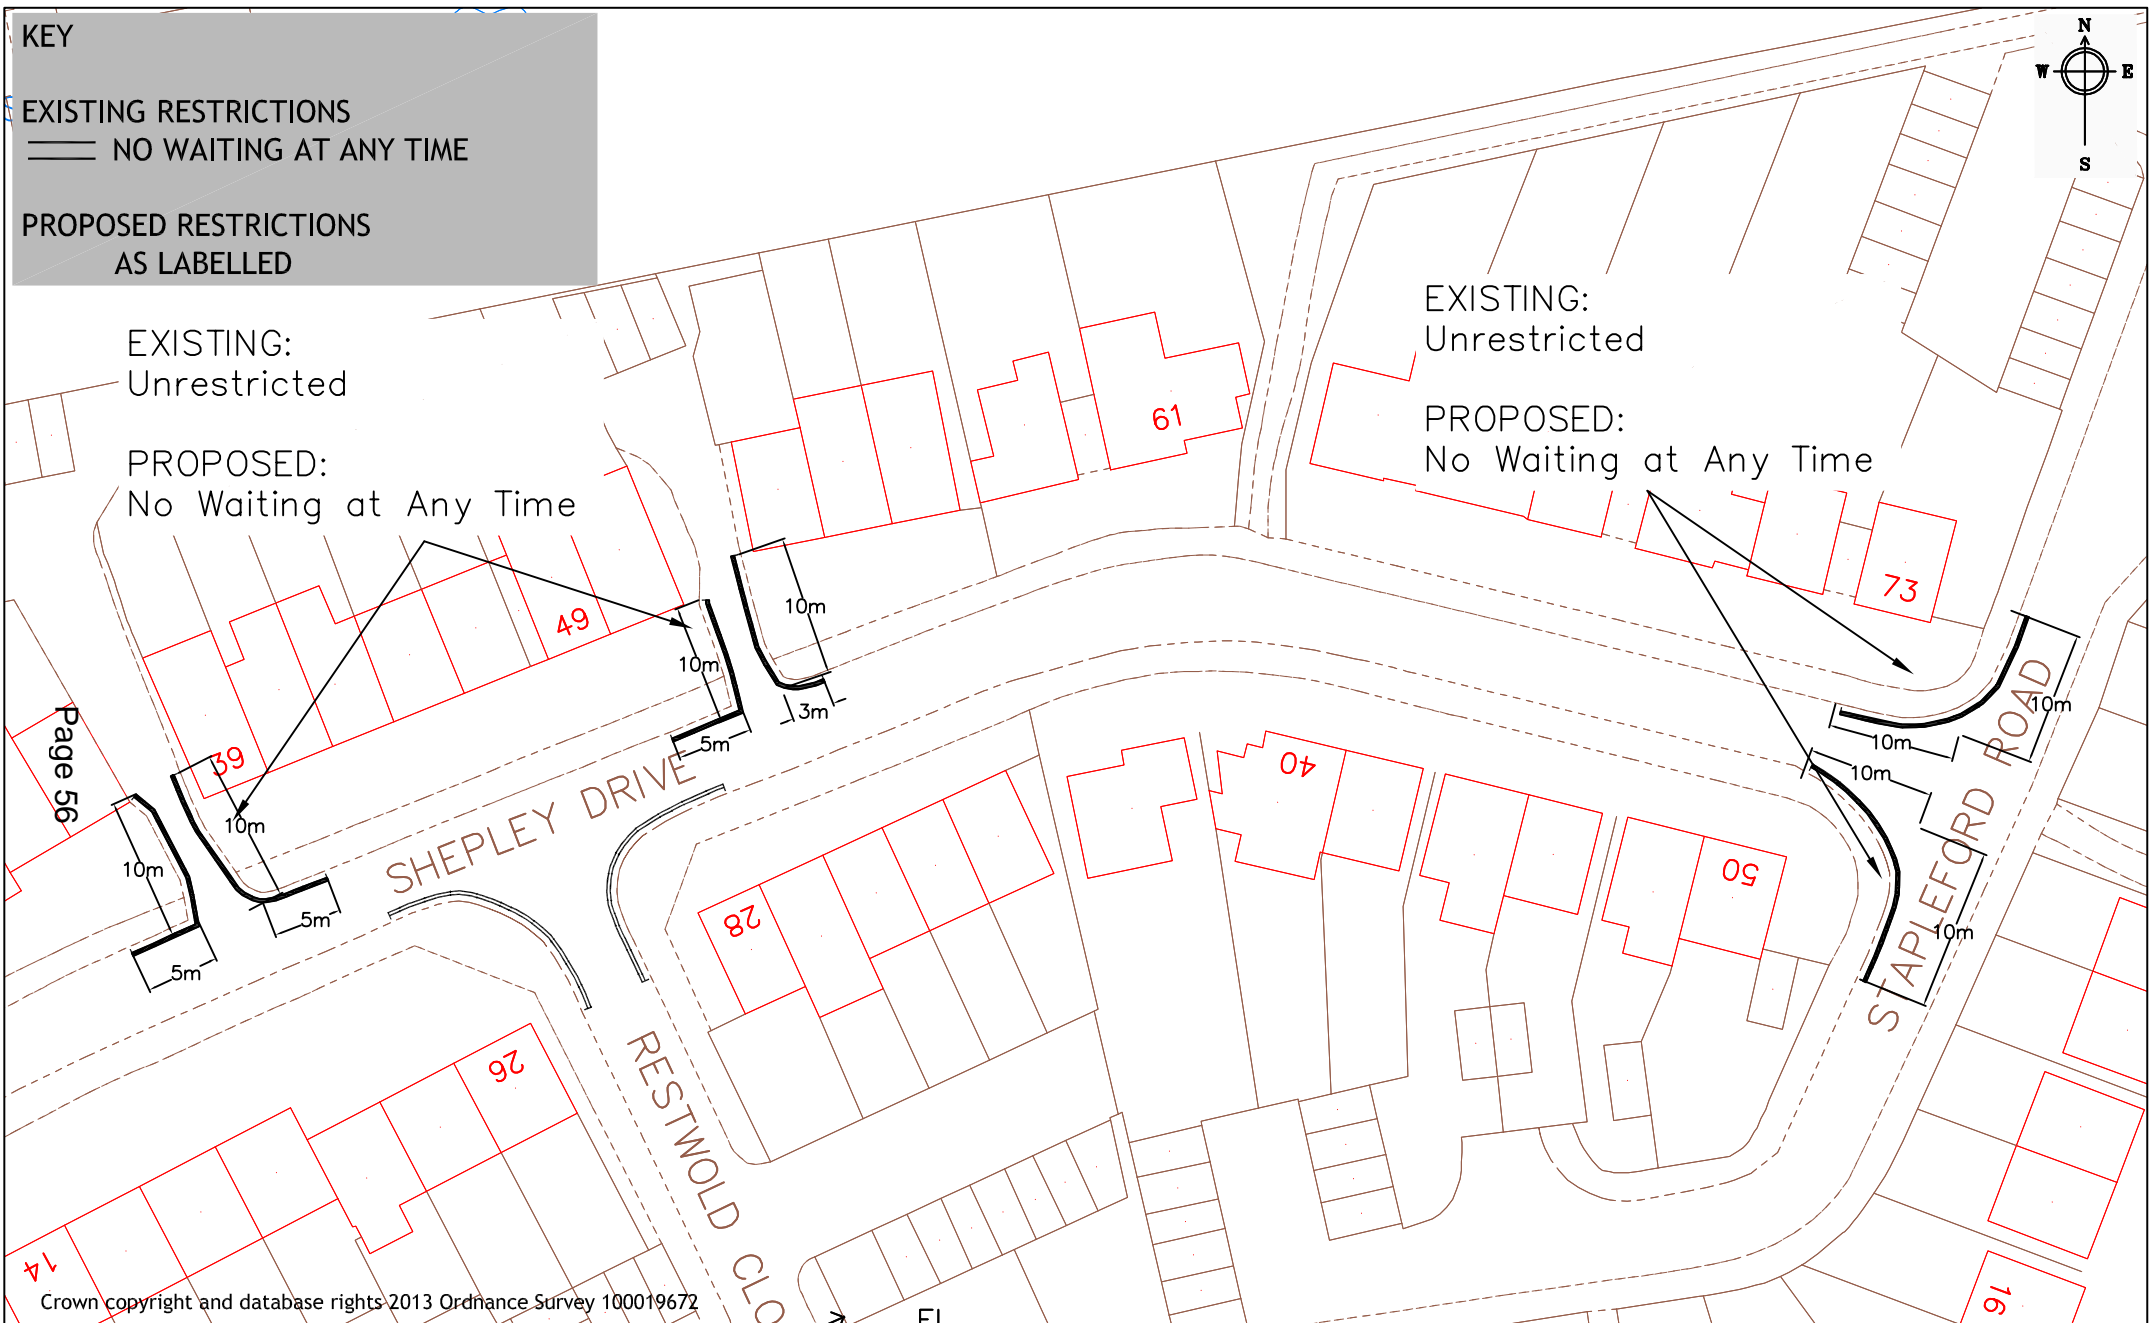 KEY
EXISTING RESTRICTIONS
NO WAITING AT ANY TIME
PROPOSED RESTRICTIONS
AS LABELLED
N
W E
S
EXISTING:
Unrestricted
PROPOSED:
No Waiting at Any Time
EXISTING:
Unrestricted
PROPOSED:
No Waiting at Any Time
61
73
49
39
10m
10m
3m
5m
10m
10m
5m
5m
10m
10m
10m
10m
SHEPLEY DRIVE
STAPLEFORD ROAD
RESTWOLD CLO
Page 56
40
50
28
26
14
16
Crown copyright and database rights 2013 Ordnance Survey 100019672